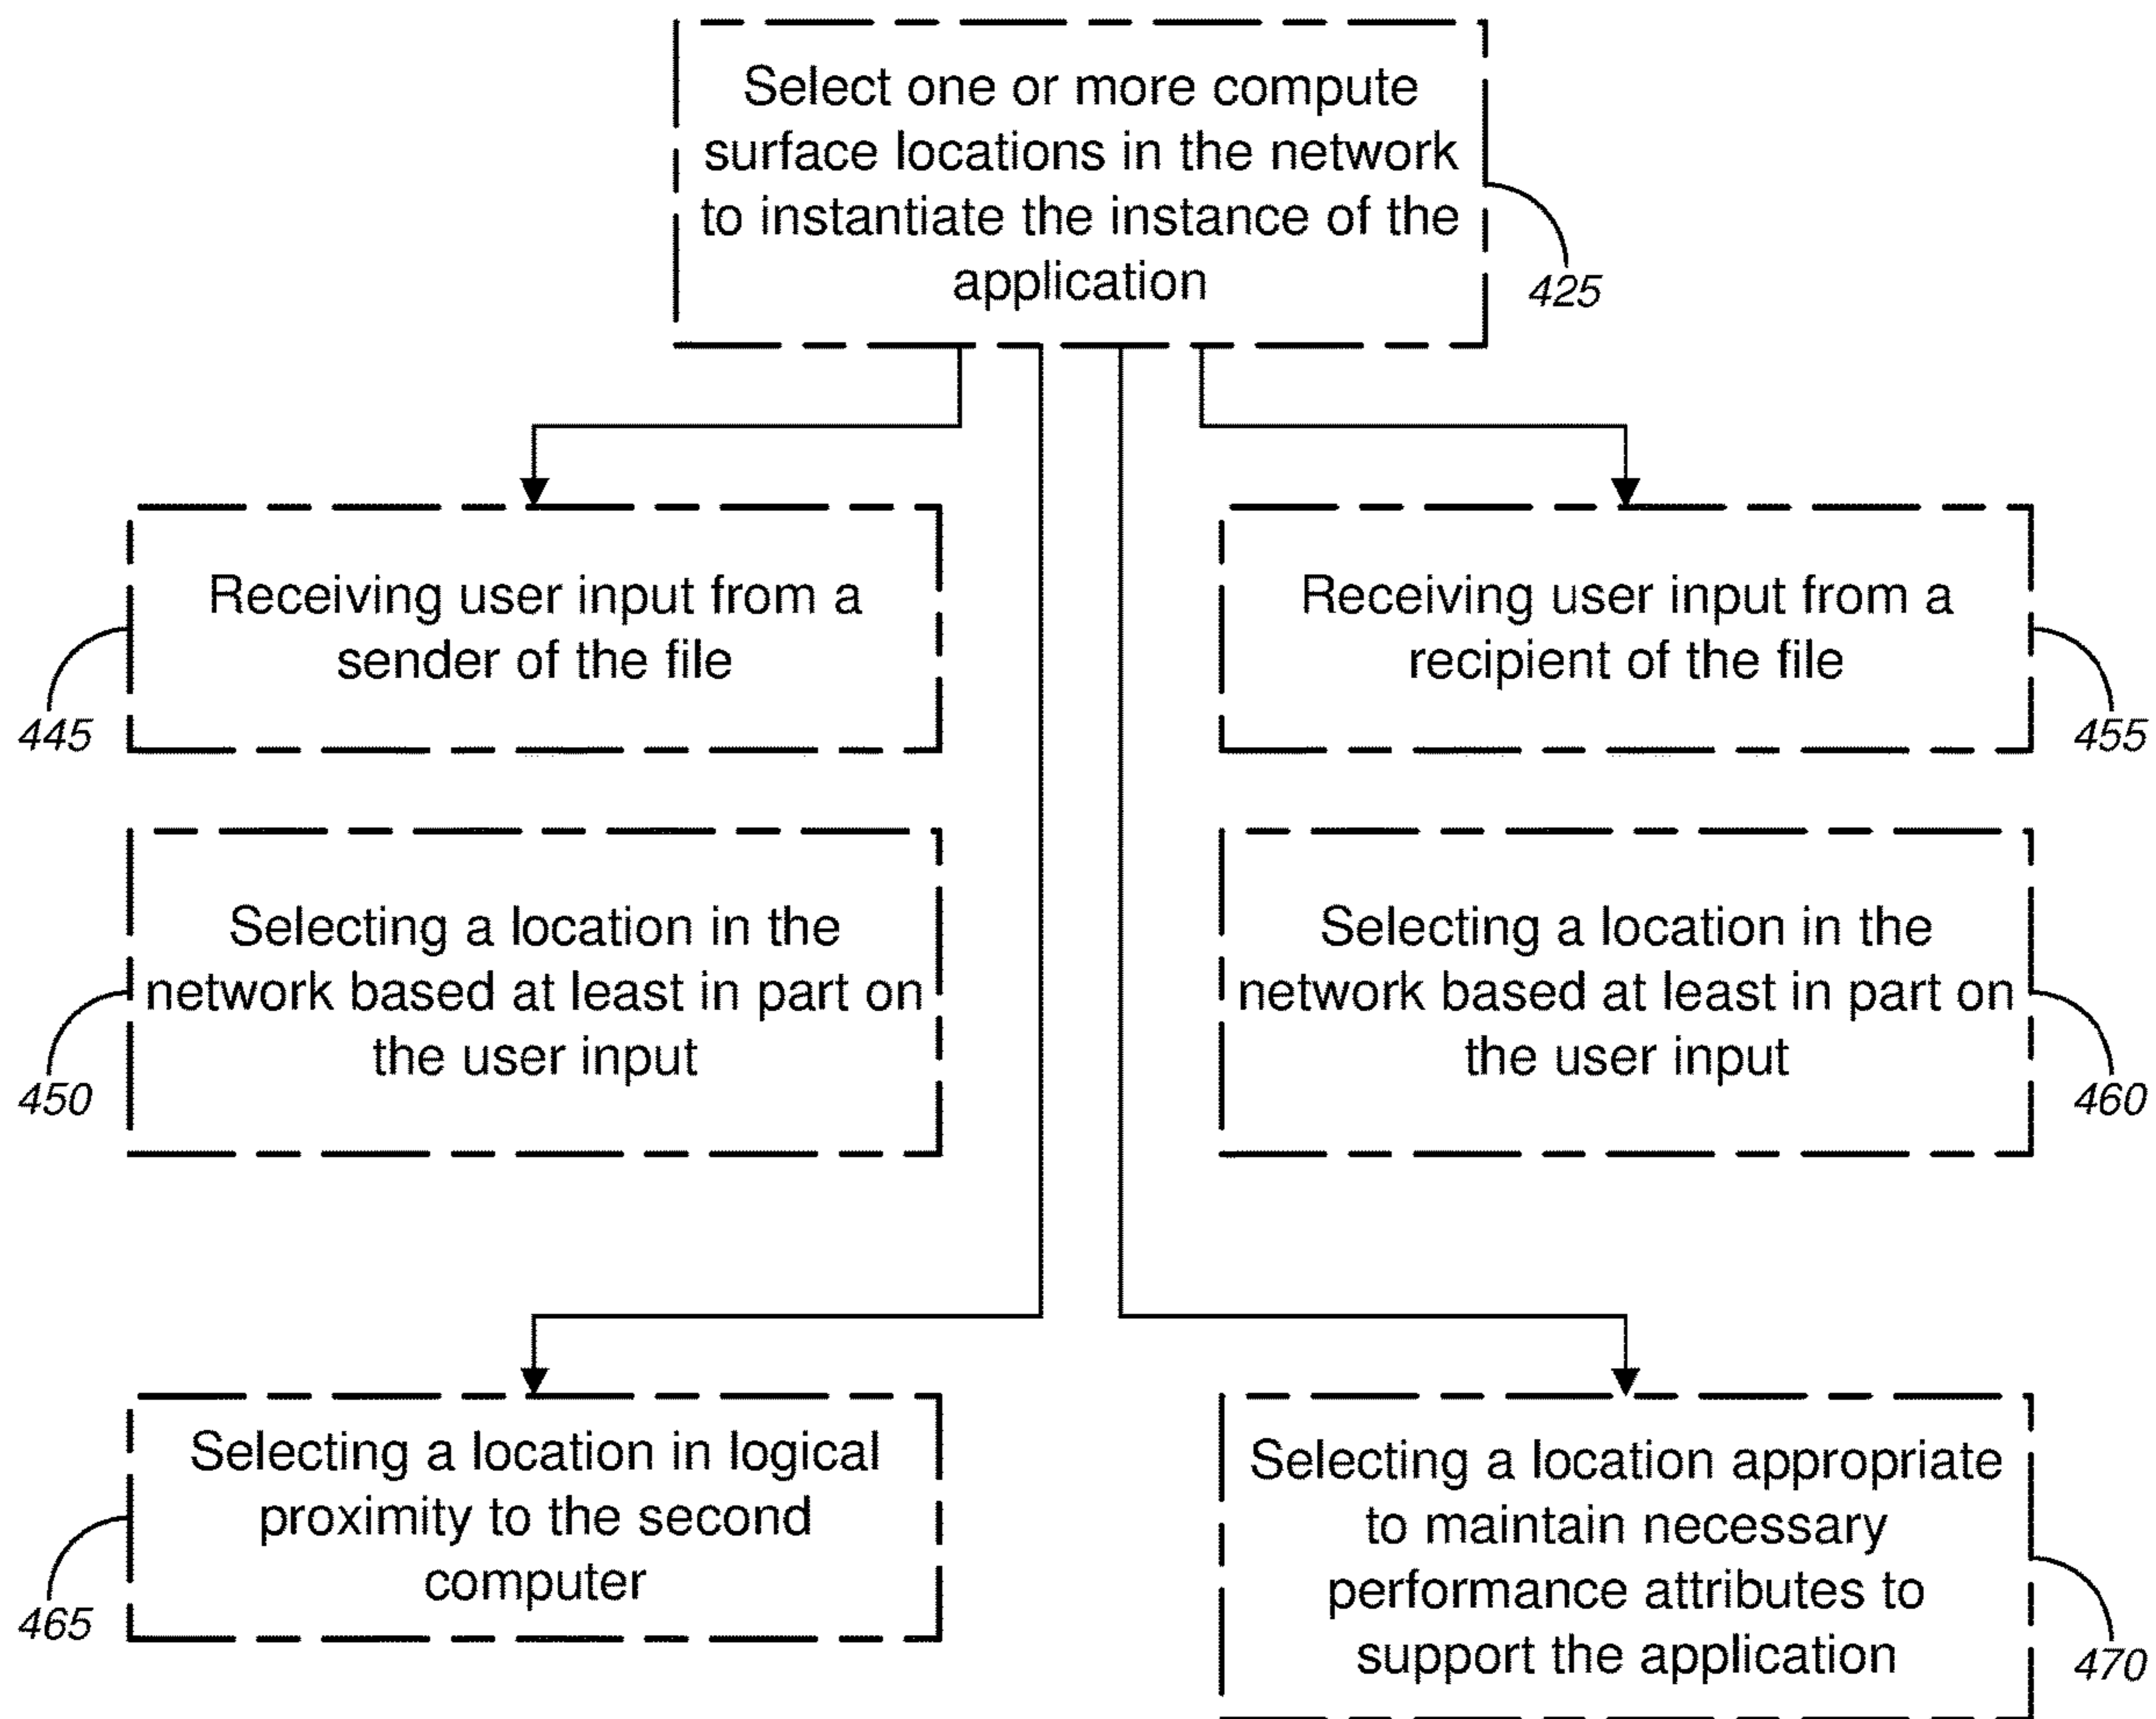 Select one or more compute
surface locations in the network
to instantiate the instance of the
application
425
Receiving user input from a
sender of the file
445
Receiving user input from a
recipient of the file
455
Selecting a location in the
network based at least in part on
the user input
450
Selecting a location in the
network based at least in part on
the user input
460
Selecting a location in logical
proximity to the second
computer
465
Selecting a location appropriate
to maintain necessary
performance attributes to
support the application
470